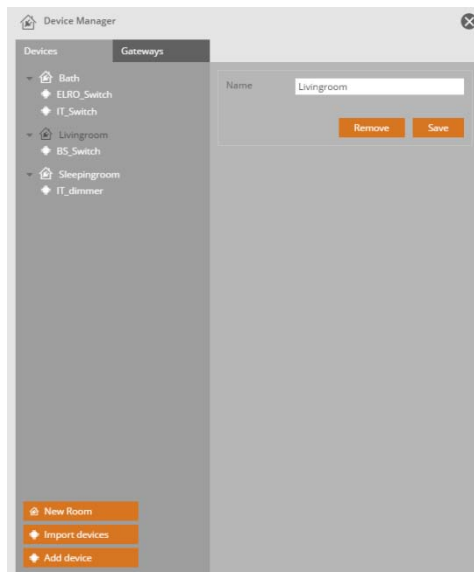 Device Manager
Devices
Gateways
Bath
ELRO_Switch
IT_Switch
Livingroom
BS_Switch
Sleepingroom
IT_dimmer
Name
Livingroom
Remove
Save
New Room
Import devices
Add device